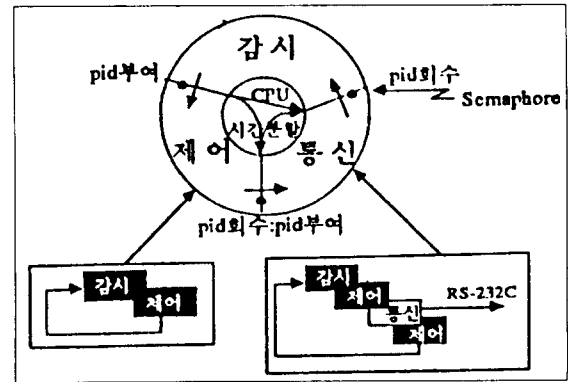 감 시
pid부여
CPU
pid회수
Semaphore
시간분할
제 어
통 신
pid회수:pid부여
감시
제어
감시
제어
통신
제어
RS-232C